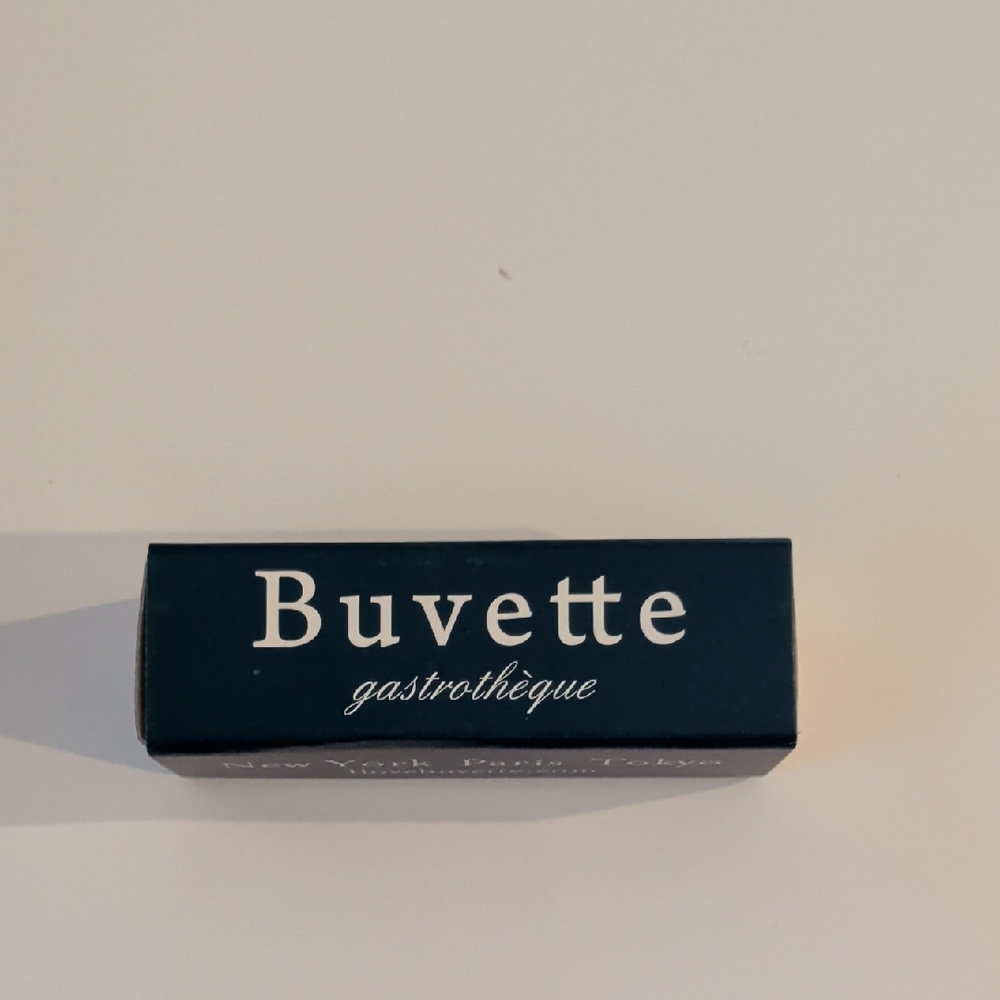 Buvette
gastrothèque
New York Paris Tokyo
ilovebuvette.com